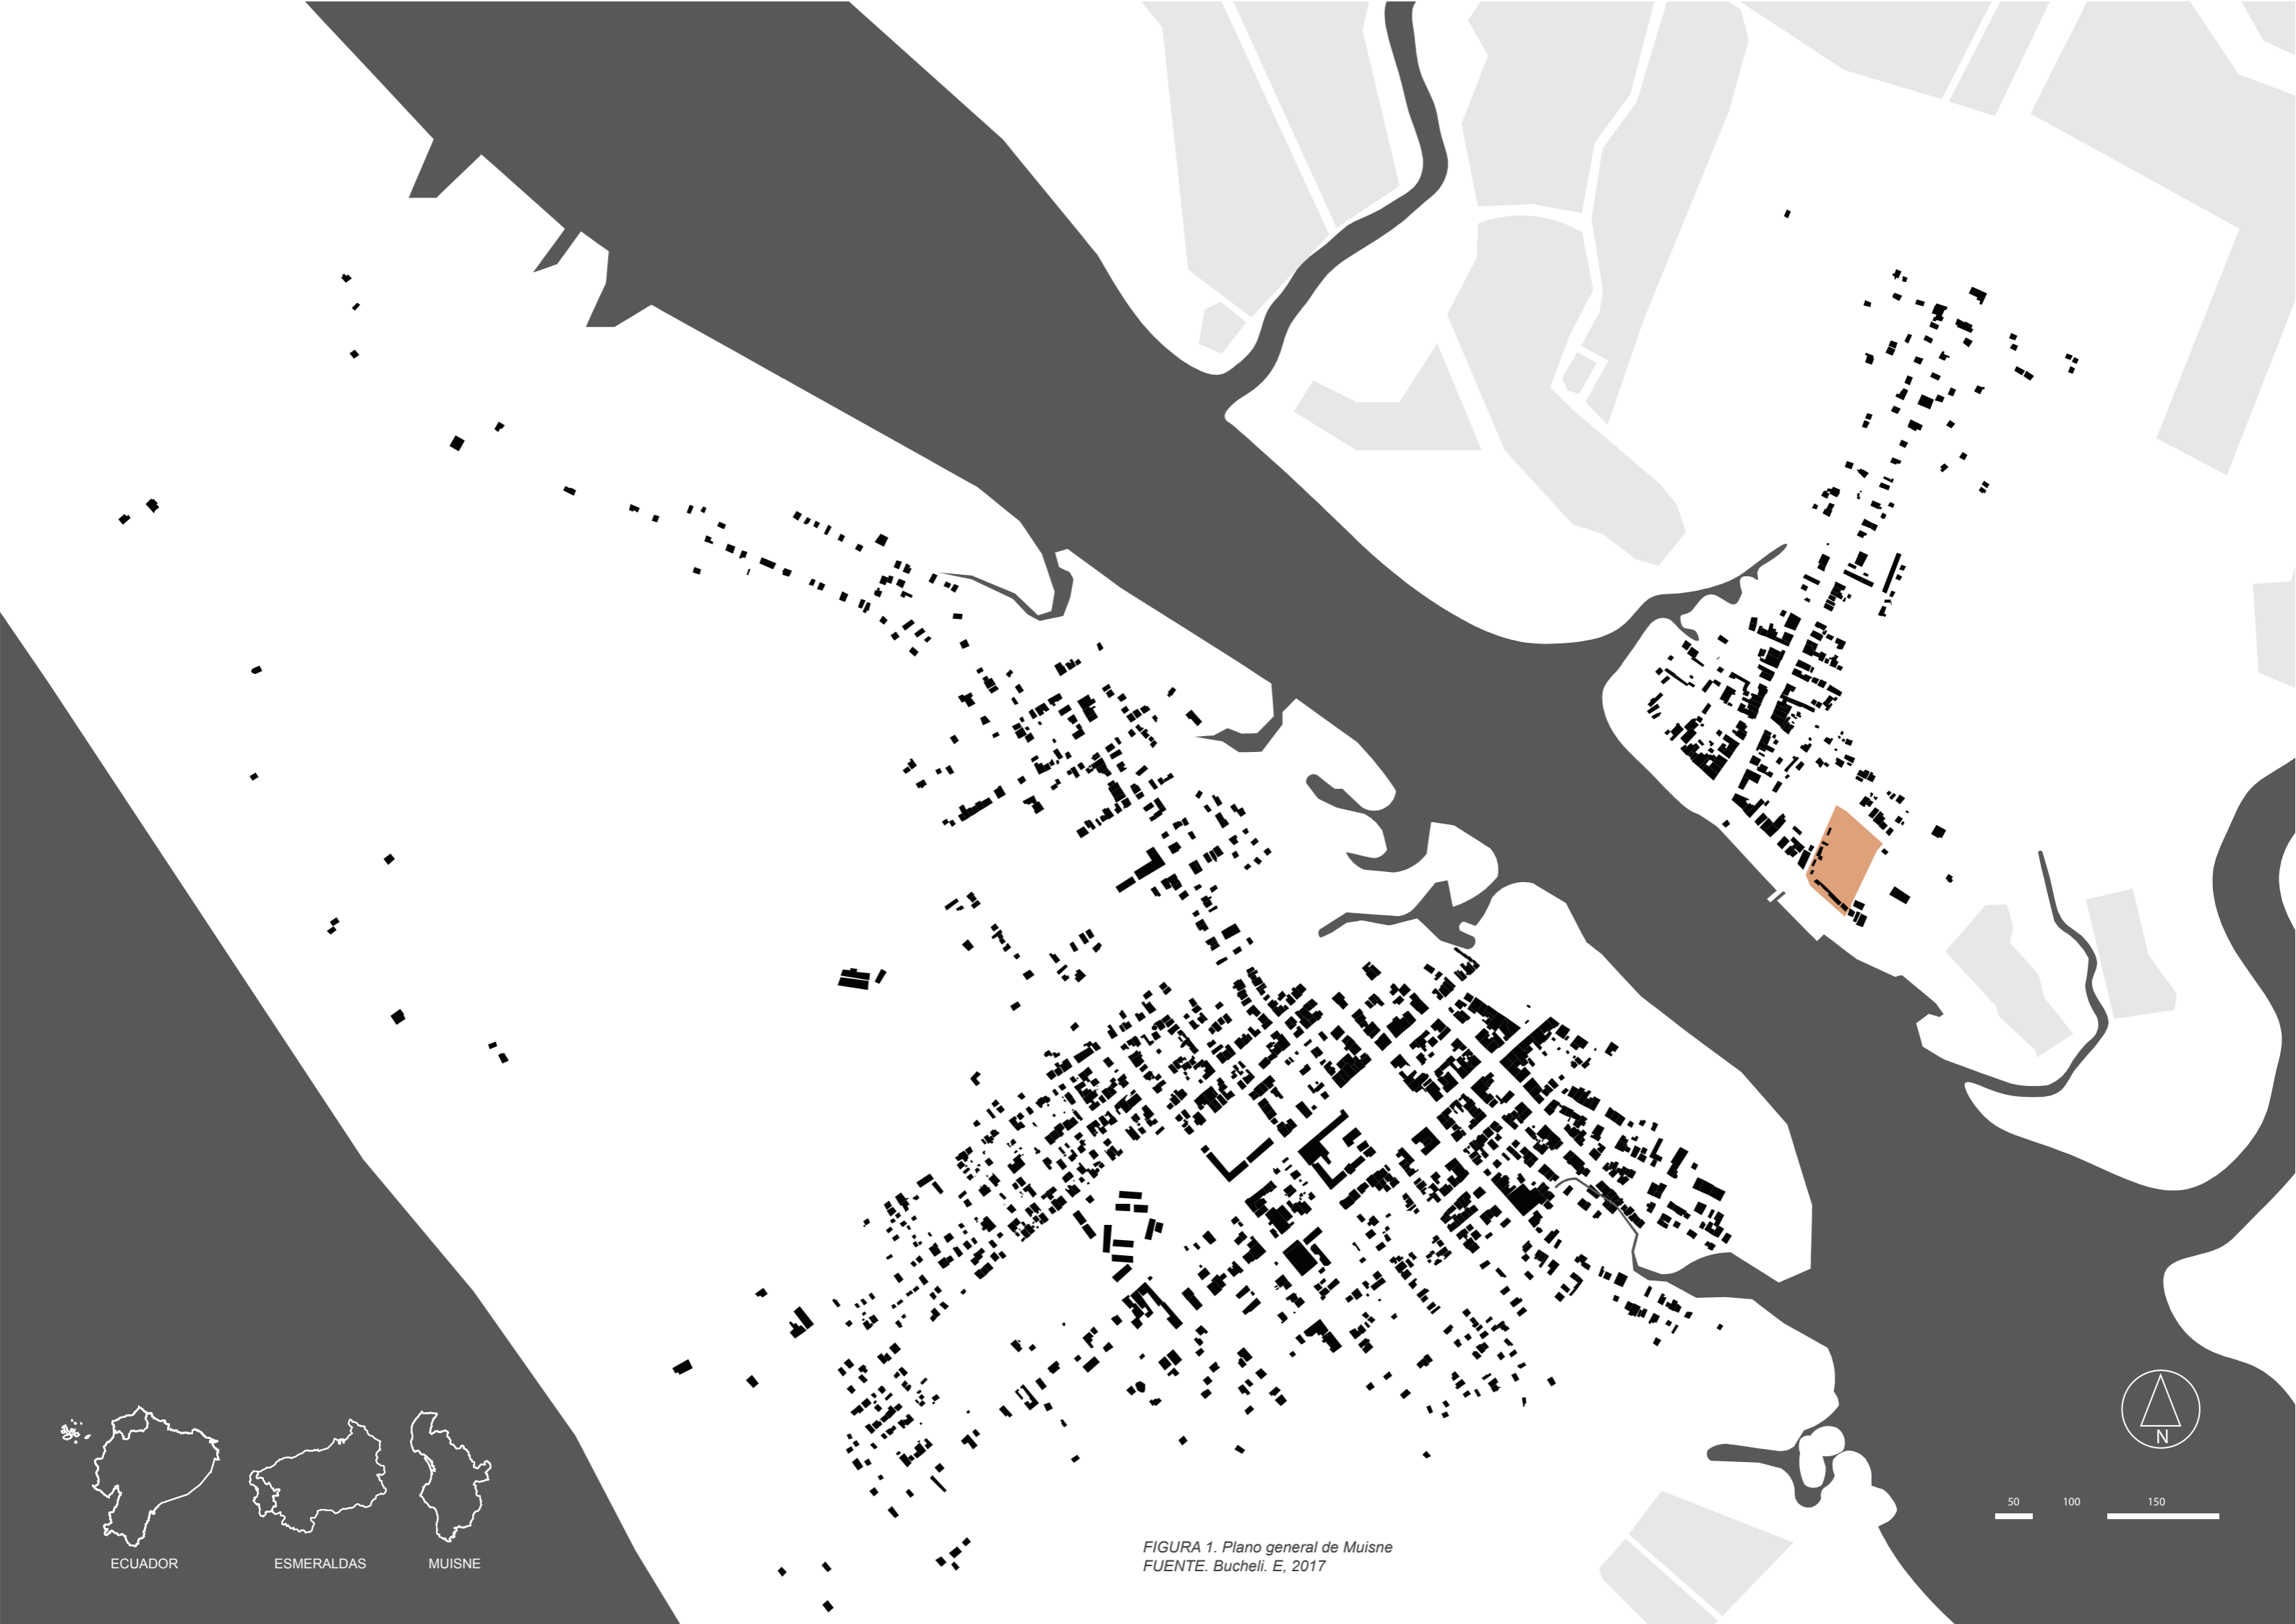 ECUADOR
ESMERALDAS
MUISNE
FIGURA 1. Plano general de Muisne
FUENTE. Bucheli. E, 2017
N
50 100 150